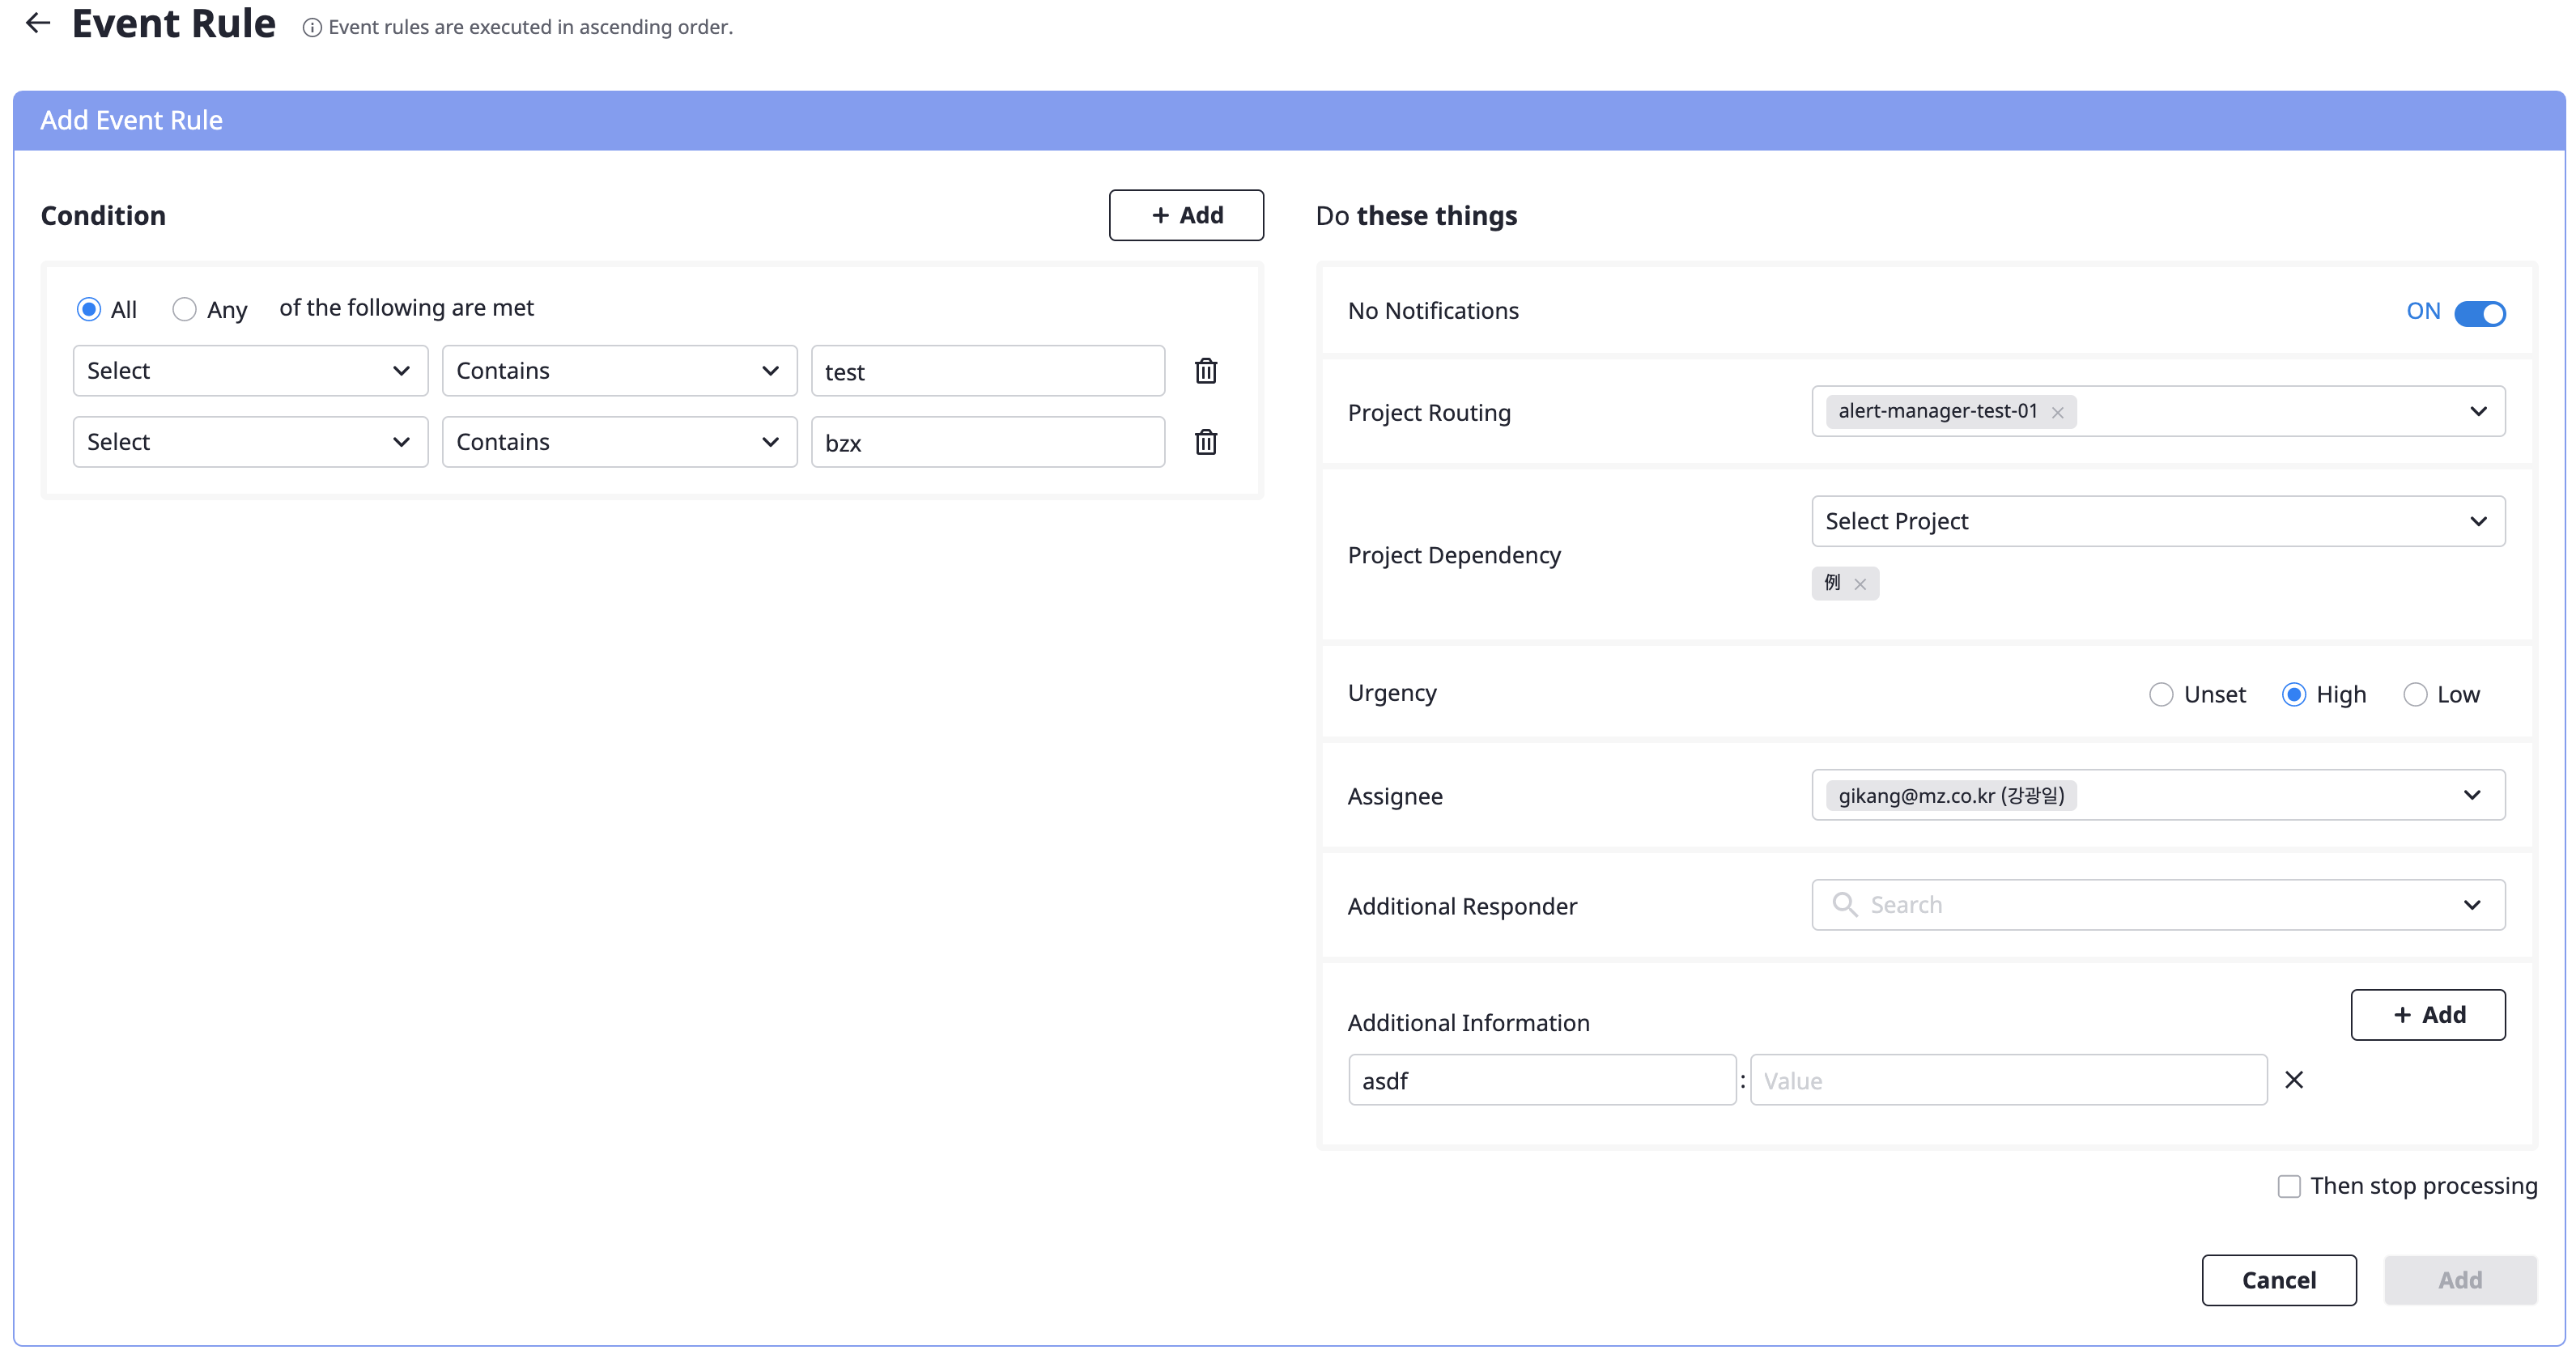 Event Rule
Event rules are executed in ascending order.
Add Event Rule
Condition
+ Add
All
Any
of the following are met
Select
Contains
test
Select
Contains
bzx
Do these things
No Notifications
ON
Project Routing
alert-manager-test-01
Project Dependency
Select Project
例
Urgency
Unset
High
Low
Assignee
gikang@mz.co.kr (강광일)
Additional Responder
Search
Additional Information
+ Add
asdf
:
Value
Then stop processing
Cancel
Add